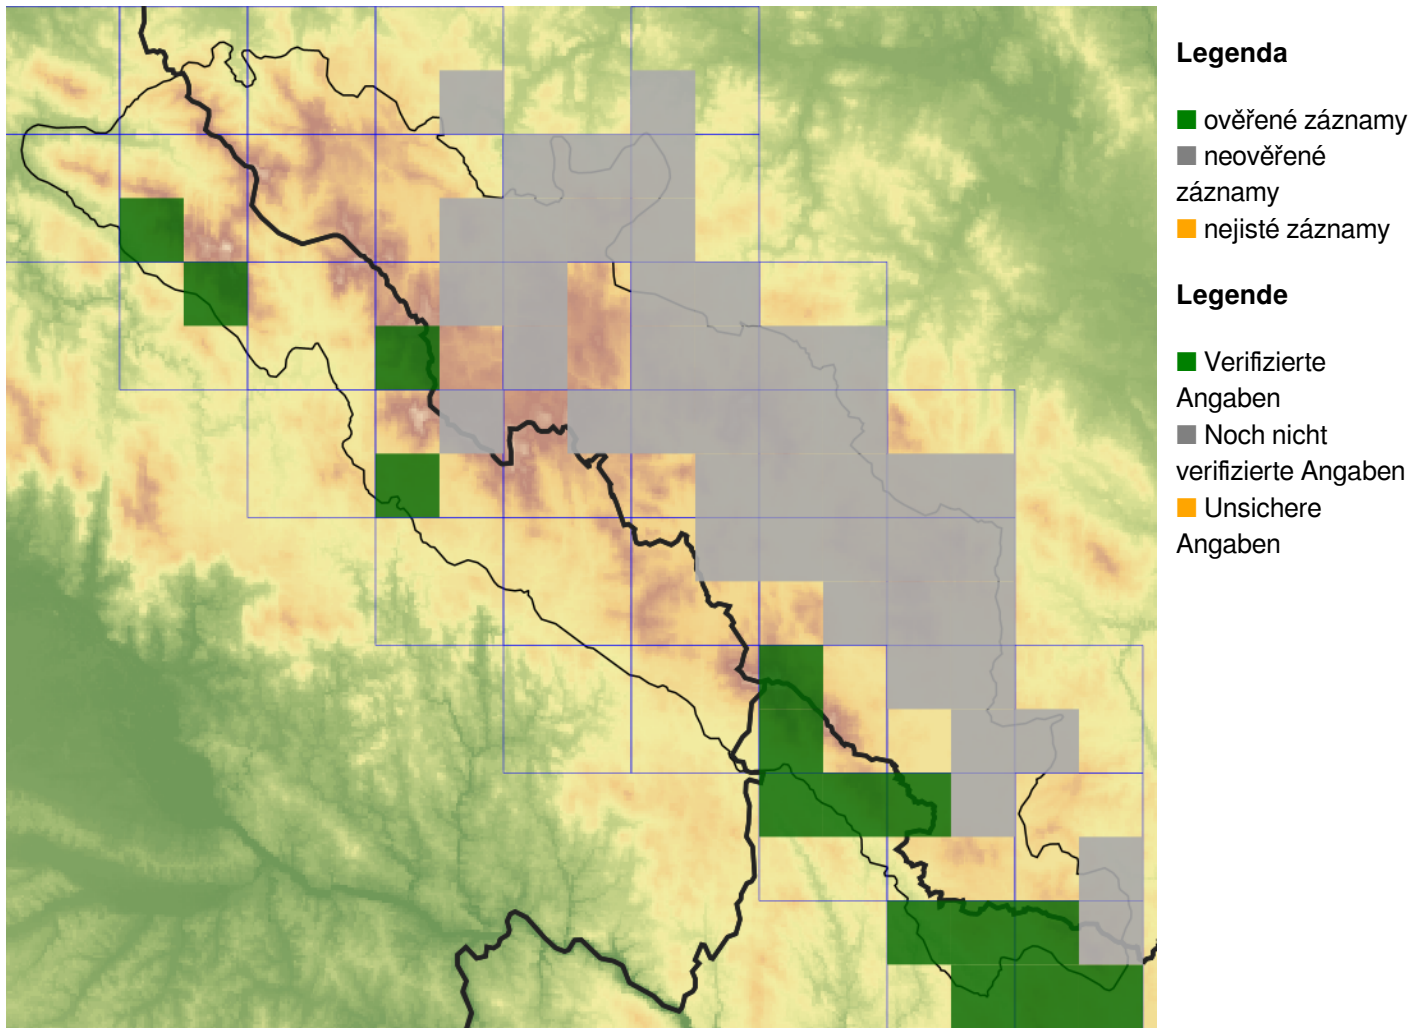 Legenda
ověřené záznamy
neověřené
záznamy
nejisté záznamy
Legende
Verifizierte
Angaben
Noch nicht
verifizierte Angaben
Unsichere
Angaben